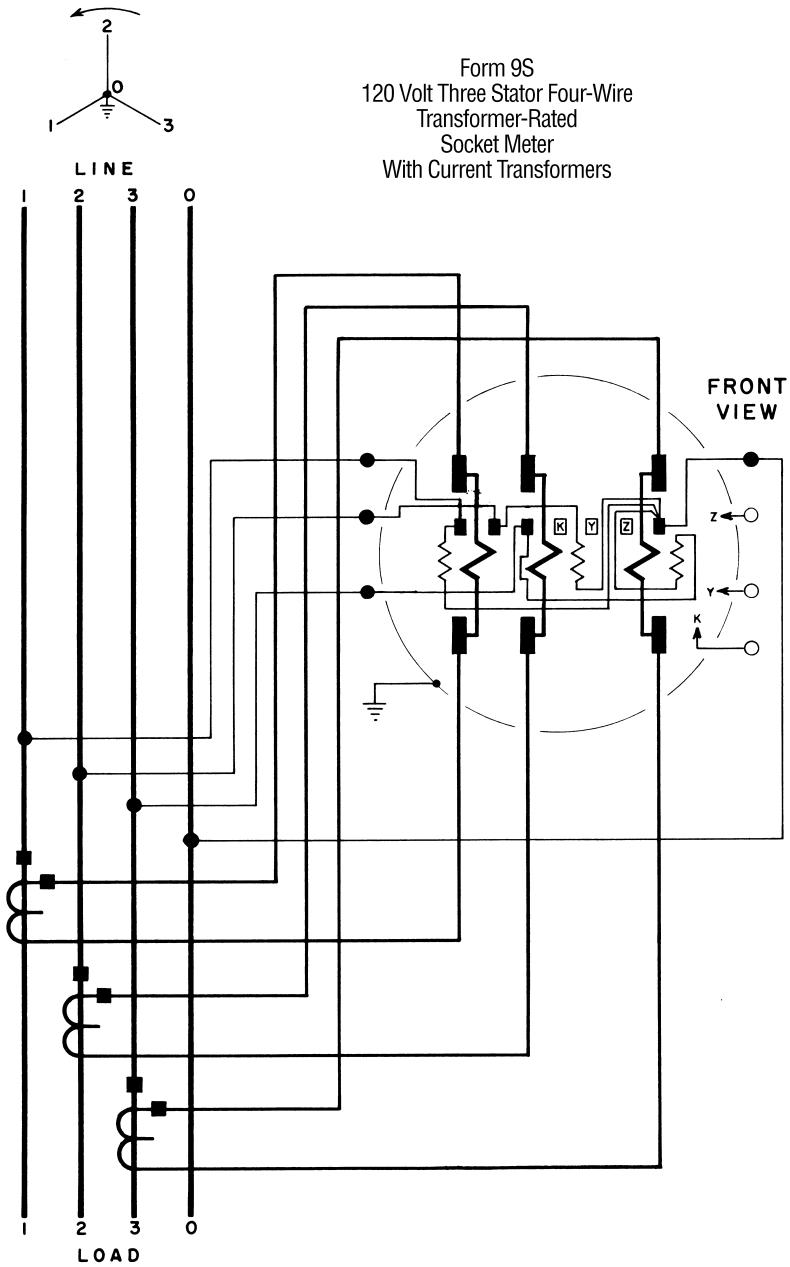 2
0
1 3
Form 9S
120 Volt Three Stator Four-Wire
Transformer-Rated
Socket Meter
With Current Transformers
LINE
1 2 3 0
FRONT
VIEW
K Y Z
Z
Y
K
1 2 3 0
LOAD